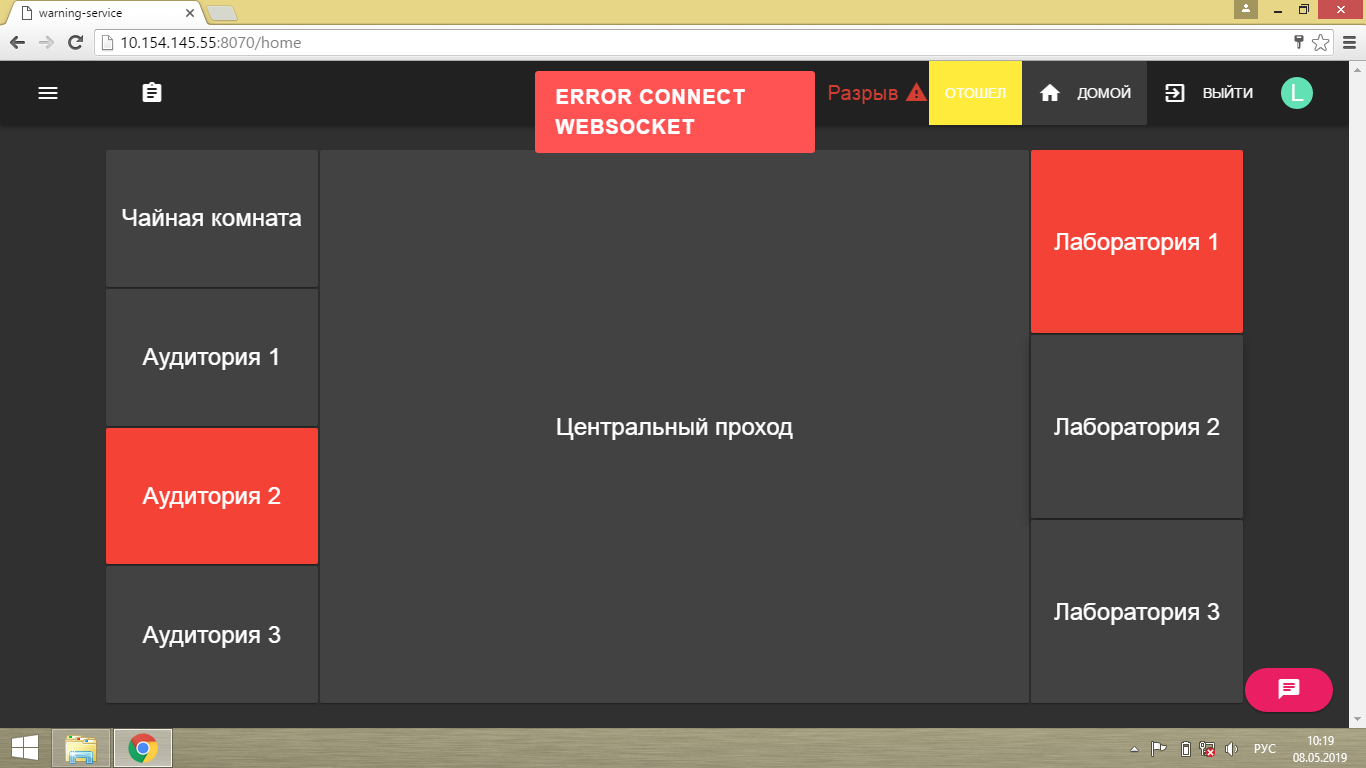 warning-service
10.154.145.55:8070/home
ERROR CONNECT
WEBSOCKET
Разрыв
ОТОШЕЛ
ДОМОЙ
ВЫЙТИ
L
Чайная комната
Аудитория 1
Аудитория 2
Аудитория 3
Центральный проход
Лаборатория 1
Лаборатория 2
Лаборатория 3
РУС
10:19
08.05.2019